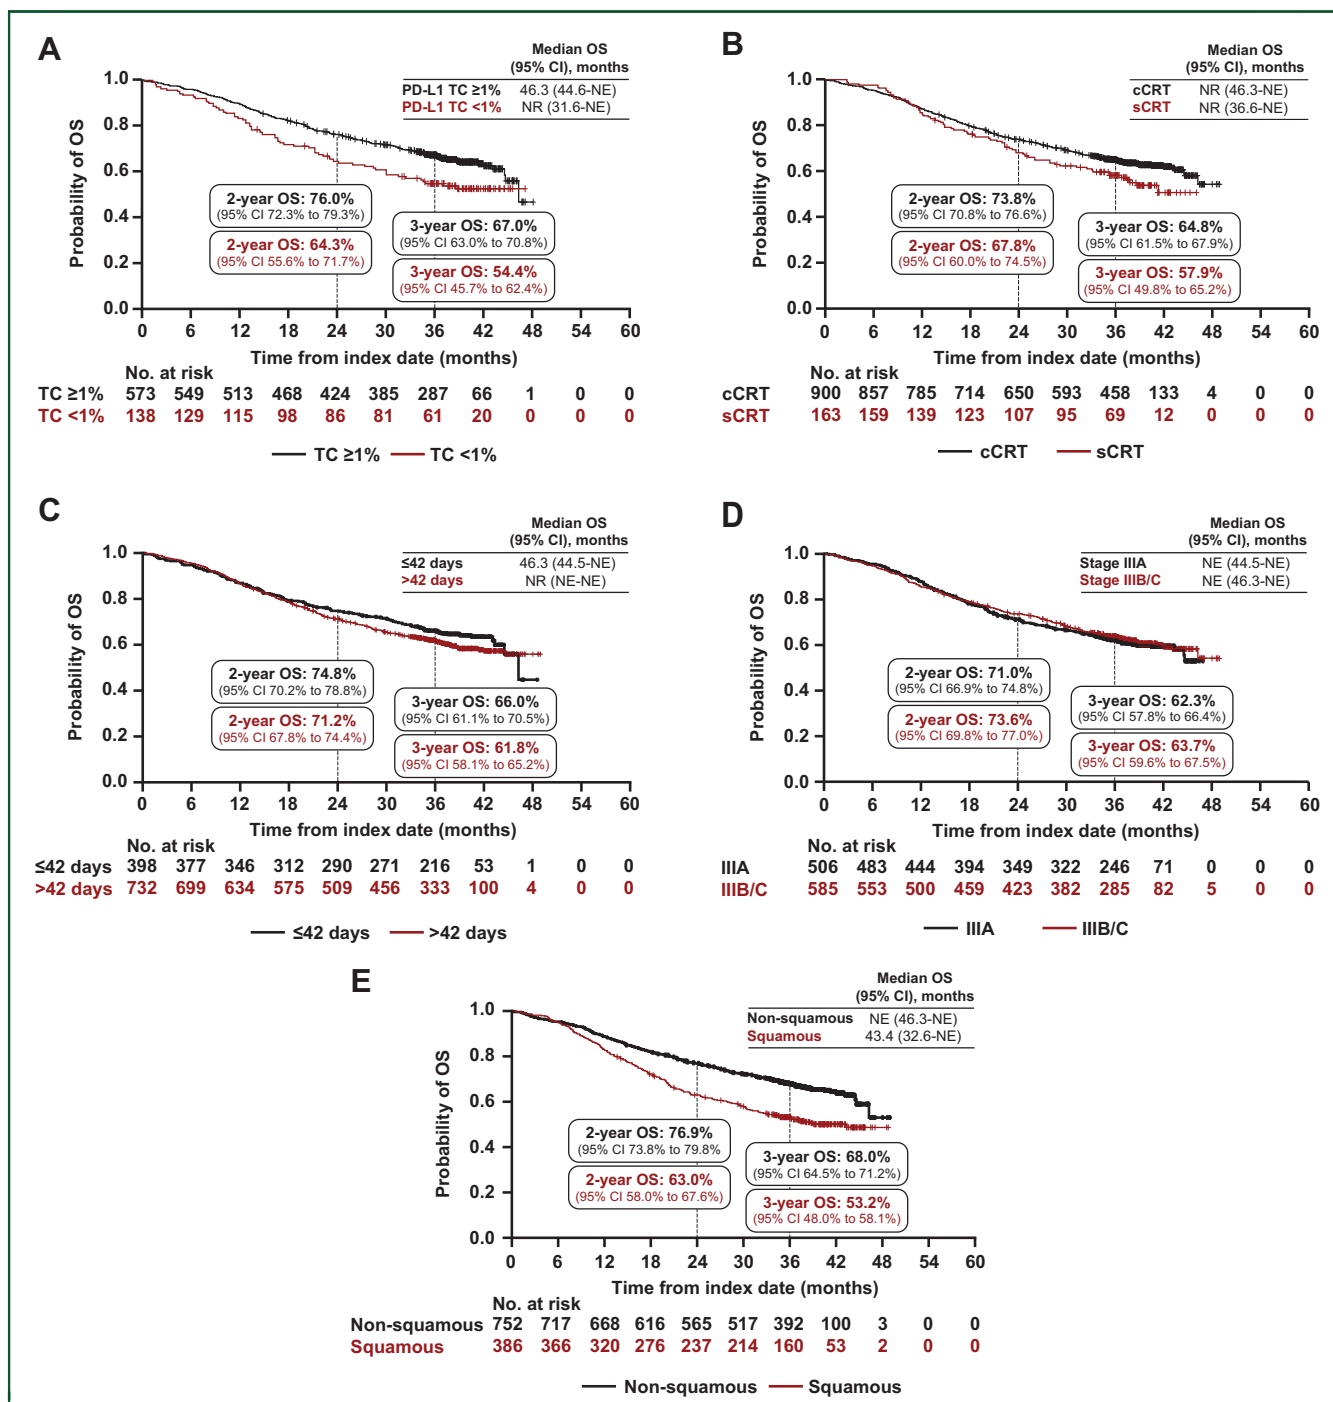 A
Median OS
(95% CI), months
PD-L1 TC ≥1% 46.3 (44.6-NE)
PD-L1 TC <1% NR (31.6-NE)
Probability of OS
1.0
0.8
0.6
0.4
0.2
0.0
2-year OS: 76.0%
(95% CI 72.3% to 79.3%)
2-year OS: 64.3%
(95% CI 55.6% to 71.7%)
3-year OS: 67.0%
(95% CI 63.0% to 70.8%)
3-year OS: 54.4%
(95% CI 45.7% to 62.4%)
0 6 12 18 24 30 36 42 48 54 60
Time from index date (months)
No. at risk
TC ≥1% 573 549 513 468 424 385 287 66 1 0 0
TC <1% 138 129 115 98 86 81 61 20 0 0 0
TC ≥1% TC <1%
B
Median OS
(95% CI), months
cCRT NR (46.3-NE)
sCRT NR (36.6-NE)
Probability of OS
1.0
0.8
0.6
0.4
0.2
0.0
2-year OS: 73.8%
(95% CI 70.8% to 76.6%)
2-year OS: 67.8%
(95% CI 60.0% to 74.5%)
3-year OS: 64.8%
(95% CI 61.5% to 67.9%)
3-year OS: 57.9%
(95% CI 49.8% to 65.2%)
0 6 12 18 24 30 36 42 48 54 60
Time from index date (months)
No. at risk
cCRT 900 857 785 714 650 593 458 133 4 0 0
sCRT 163 159 139 123 107 95 69 12 0 0 0
cCRT sCRT
C
Median OS
(95% CI), months
≤42 days 46.3 (44.5-NE)
>42 days NR (NE-NE)
Probability of OS
1.0
0.8
0.6
0.4
0.2
0.0
2-year OS: 74.8%
(95% CI 70.2% to 78.8%)
2-year OS: 71.2%
(95% CI 67.8% to 74.4%)
3-year OS: 66.0%
(95% CI 61.1% to 70.5%)
3-year OS: 61.8%
(95% CI 58.1% to 65.2%)
0 6 12 18 24 30 36 42 48 54 60
Time from index date (months)
No. at risk
≤42 days 398 377 346 312 290 271 216 53 1 0 0
>42 days 732 699 634 575 509 456 333 100 4 0 0
≤42 days >42 days
D
Median OS
(95% CI), months
Stage IIIA NE (44.5-NE)
Stage IIIB/C NE (46.3-NE)
Probability of OS
1.0
0.8
0.6
0.4
0.2
0.0
2-year OS: 71.0%
(95% CI 66.9% to 74.8%)
2-year OS: 73.6%
(95% CI 69.8% to 77.0%)
3-year OS: 62.3%
(95% CI 57.8% to 66.4%)
3-year OS: 63.7%
(95% CI 59.6% to 67.5%)
0 6 12 18 24 30 36 42 48 54 60
Time from index date (months)
No. at risk
IIIA 506 483 444 394 349 322 246 71 0 0 0
IIIB/C 585 553 500 459 423 382 285 82 5 0 0
IIIA IIIB/C
E
Median OS
(95% CI), months
Non-squamous NE (46.3-NE)
Squamous 43.4 (32.6-NE)
Probability of OS
1.0
0.8
0.6
0.4
0.2
0.0
2-year OS: 76.9%
(95% CI 73.8% to 79.8%
2-year OS: 63.0%
(95% CI 58.0% to 67.6%)
3-year OS: 68.0%
(95% CI 64.5% to 71.2%)
3-year OS: 53.2%
(95% CI 48.0% to 58.1%)
0 6 12 18 24 30 36 42 48 54 60
Time from index date (months)
No. at risk
Non-squamous 752 717 668 616 565 517 392 100 3 0 0
Squamous 386 366 320 276 237 214 160 53 2 0 0
Non-squamous Squamous